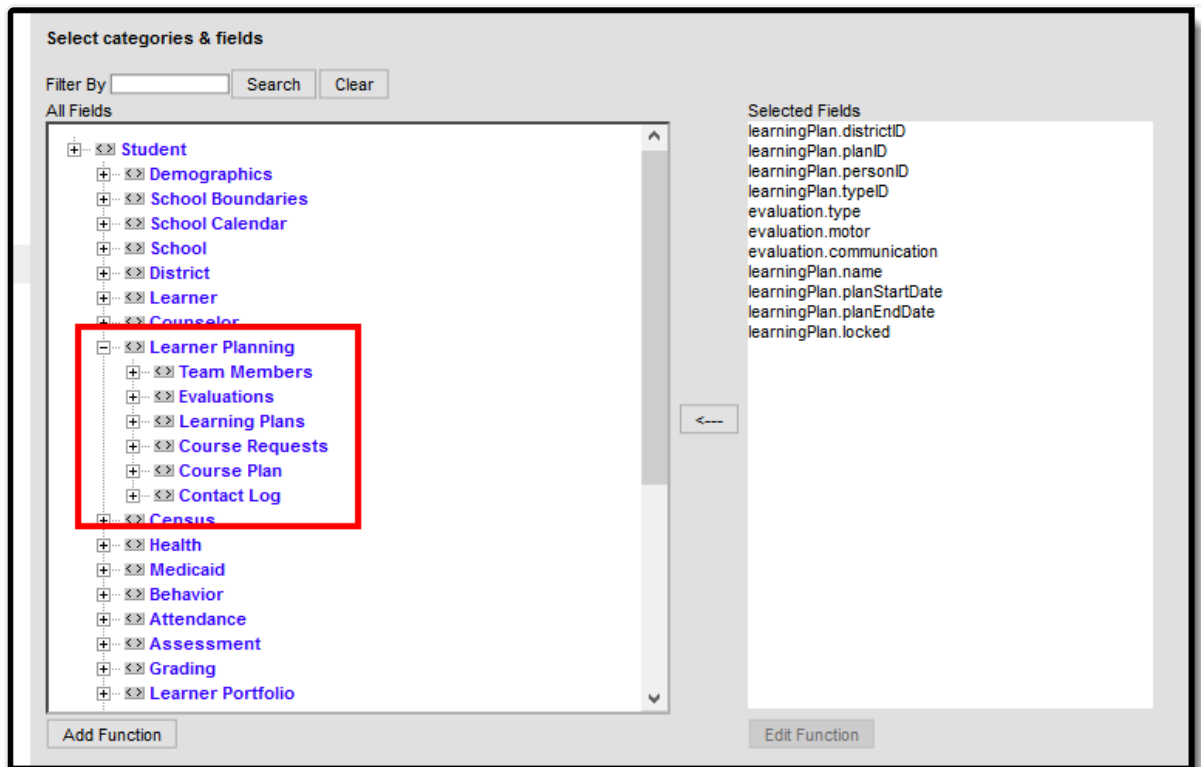 Select categories & fields
Filter By
Search
Clear
All Fields
Student
Demographics
School Boundaries
School Calendar
School
District
Learner
Counselor
Learner Planning
Team Members
Evaluations
Learning Plans
Course Requests
Course Plan
Contact Log
Census
Health
Medicaid
Behavior
Attendance
Assessment
Grading
Learner Portfolio
Add Function
<---
Selected Fields
learningPlan.districtID
learningPlan.planID
learningPlan.personID
learningPlan.typeID
evaluation.type
evaluation.motor
evaluation.communication
learningPlan.name
learningPlan.planStartDate
learningPlan.planEndDate
learningPlan.locked
Edit Function